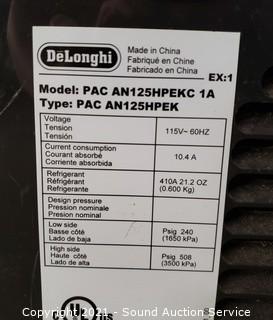 DeLonghi
Made in China
Fabriqué en Chine
Fabricado en China
EX:1
Model: PAC AN125HPEKC 1A
Type: PAC AN125HPEK
Voltage
Tension
Tensión
115V~ 60HZ
Current consumption
Courant absorbé
Corriente absorbida
10.4 A
Refrigerant
Réfrigérant
Refrigerante
410A 21.2 OZ
(0.600 Kg)
Design pressure
Pression nominale
Presion nominal
Low side
Basse côté
Lado de baja
Psig 240
(1650 kPa)
High side
Haute côté
Lado de alta
Psig 508
(3500 kPa)
Copyright 2021 - Sound Auction Service